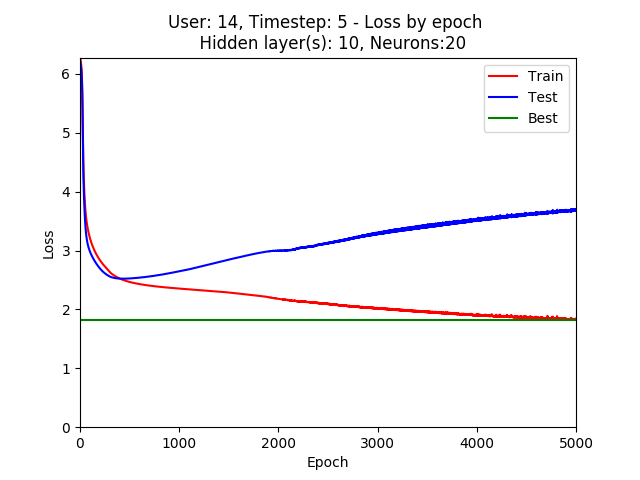 User: 14, Timestep: 5 - Loss by epoch
Hidden layer(s): 10, Neurons:20
Train
Test
Best
6
5
4
3
2
1
0
Loss
0
1000
2000
3000
4000
5000
Epoch